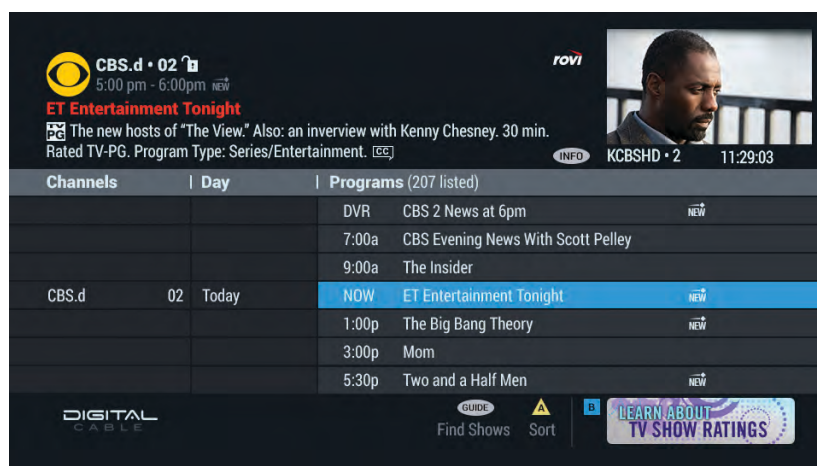 CBS.d • 02
5:00 pm - 6:00pm NEW
rovi
ET Entertainment Tonight
TV PG The new hosts of "The View." Also: an inverview with Kenny Chesney. 30 min.
Rated TV-PG. Program Type: Series/Entertainment. CC
INFO
KCBSHD • 2 11:29:03
Channels Day Programs (207 listed)
DVR CBS 2 News at 6pm NEW
7:00a CBS Evening News With Scott Pelley
9:00a The Insider
CBS.d 02 Today NOW ET Entertainment Tonight NEW
1:00p The Big Bang Theory NEW
3:00p Mom
5:30p Two and a Half Men NEW
DIGITAL
CABLE
GUIDE A B
Find Shows Sort
LEARN ABOUT
TV SHOW RATINGS